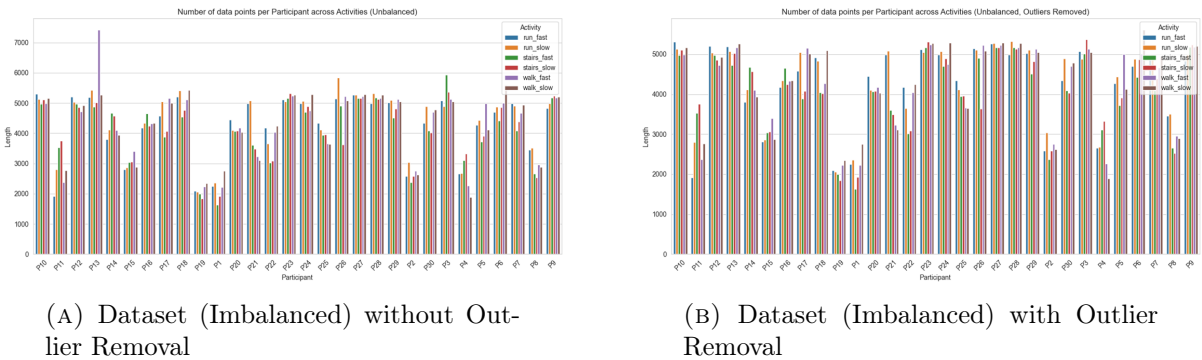 Number of data points per Participant across Activities (Unbalanced)
Activity
run_fast
run_slow
stairs_fast
stairs_slow
walk_fast
walk_slow
7000
6000
5000
4000
3000
2000
1000
0
Length
P10 P11 P12 P13 P14 P15 P16 P17 P18 P19 P1 P20 P21 P22 P23 P24 P25 P26 P27 P28 P29 P2 P30 P3 P4 P5 P6 P7 P8 P9
Participant
(A) Dataset (Imbalanced) without Out-
lier Removal
Number of data points per Participant across Activities (Unbalanced, Outliers Removed)
Activity
run_fast
run_slow
stairs_fast
stairs_slow
walk_fast
walk_slow
5000
4000
3000
2000
1000
0
Length
P10 P11 P12 P13 P14 P15 P16 P17 P18 P19 P1 P20 P21 P22 P23 P24 P25 P26 P27 P28 P29 P2 P30 P3 P4 P5 P6 P7 P8 P9
Participant
(B) Dataset (Imbalanced) with Outlier
Removal